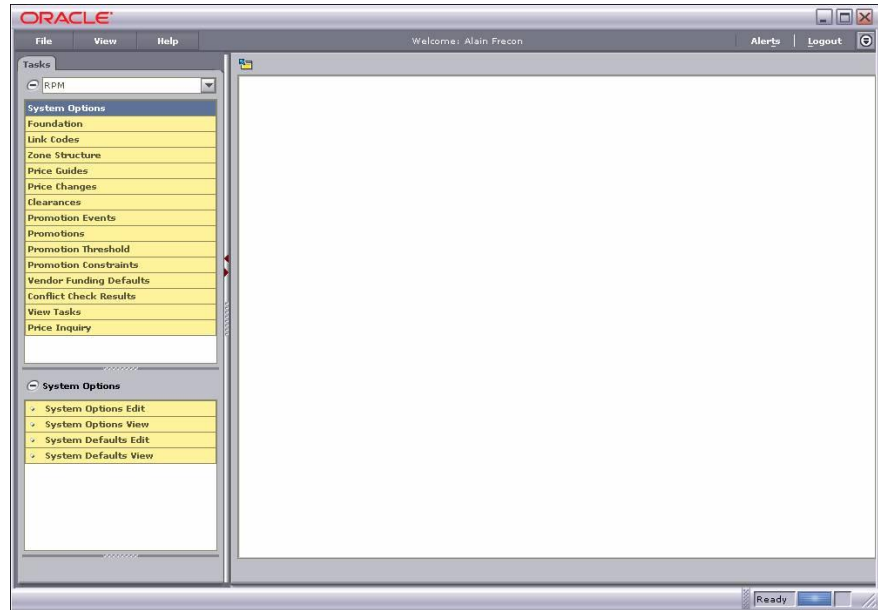 ORACLE
File View Help Welcome: Alain Frecon Alerts | Logout
Tasks
RPM
System Options
Foundation
Link Codes
Zone Structure
Price Guides
Price Changes
Clearances
Promotion Events
Promotions
Promotion Threshold
Promotion Constraints
Vendor Funding Defaults
Conflict Check Results
View Tasks
Price Inquiry
System Options
System Options Edit
System Options View
System Defaults Edit
System Defaults View
Ready